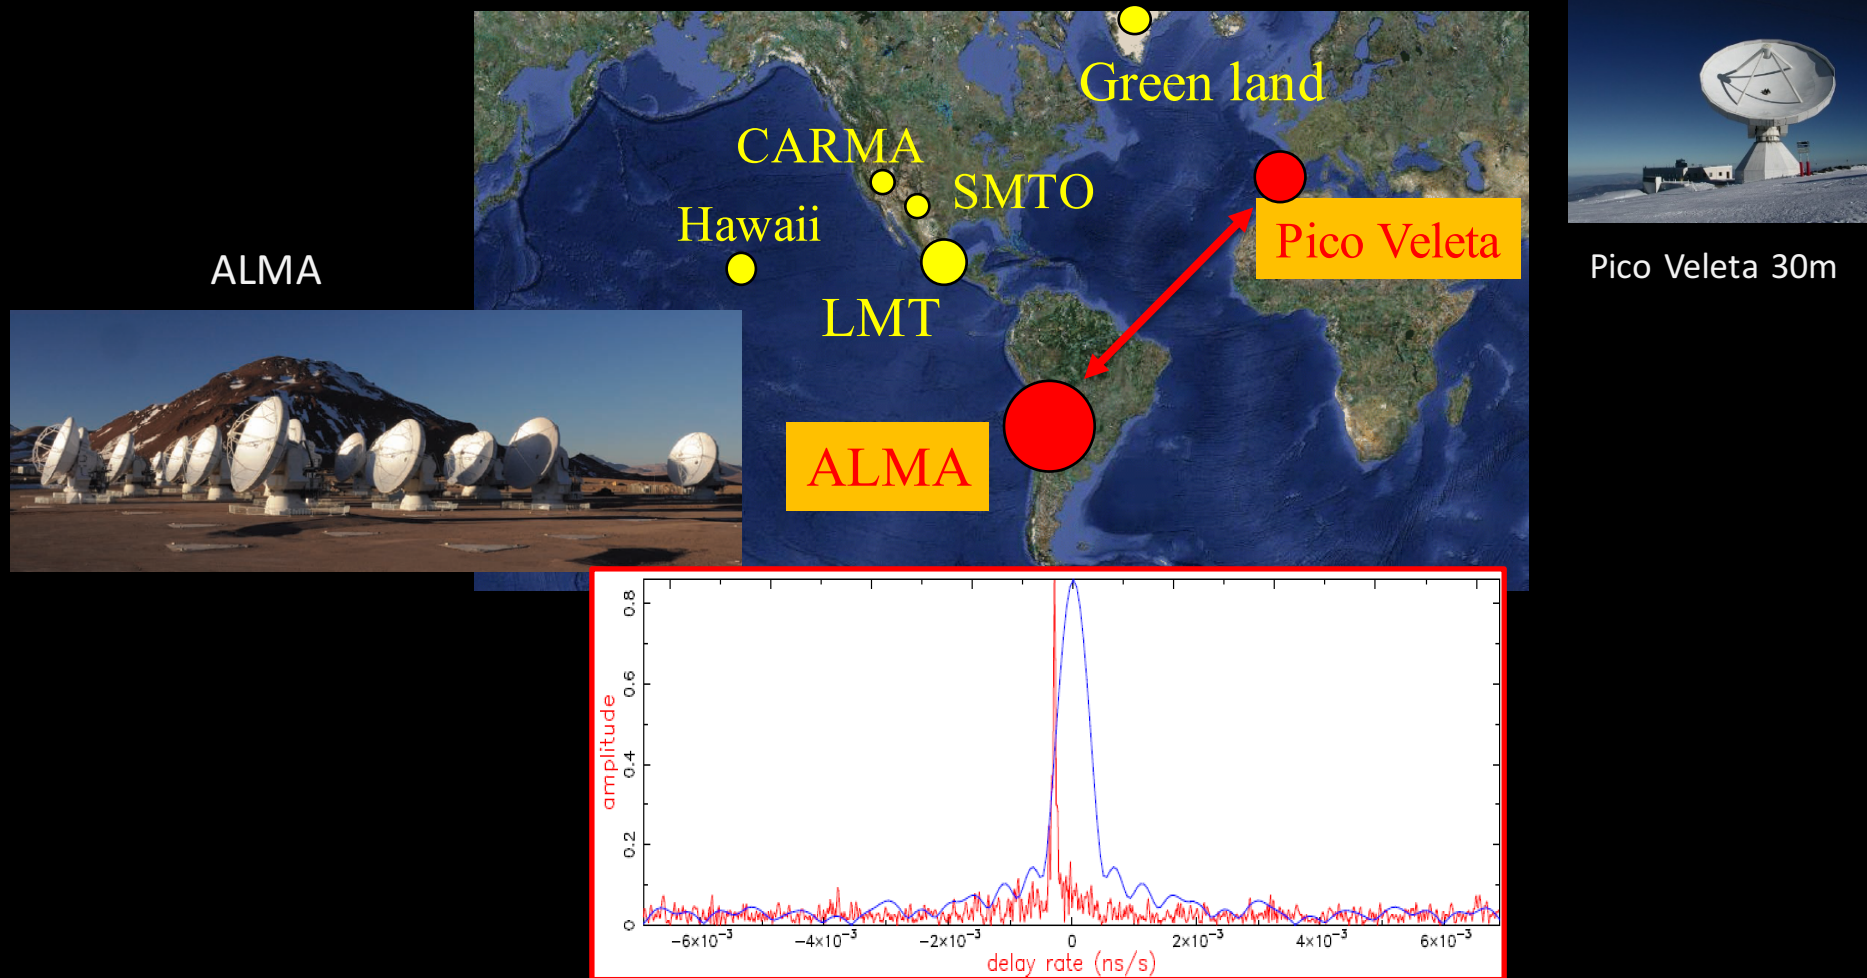 Green land
CARMA
SMTO
Hawaii
Pico Veleta
ALMA
Pico Veleta 30m
LMT
ALMA
amplitude
0.8
0.6
0.4
0.2
0
−6×10⁻³ −4×10⁻³ −2×10⁻³ 0 2×10⁻³ 4×10⁻³ 6×10⁻³
delay rate (ns/s)